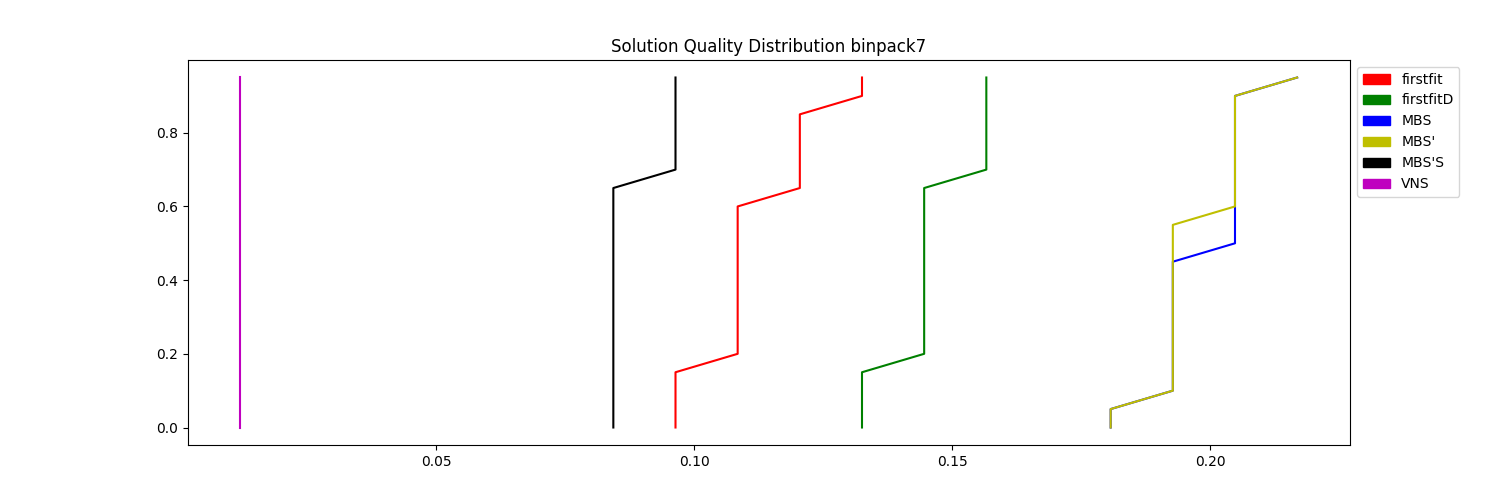 Solution Quality Distribution binpack7
0.8
0.6
0.4
0.2
0.0
0.05
0.10
0.15
0.20
firstfit
firstfitD
MBS
MBS'
MBS'S
VNS